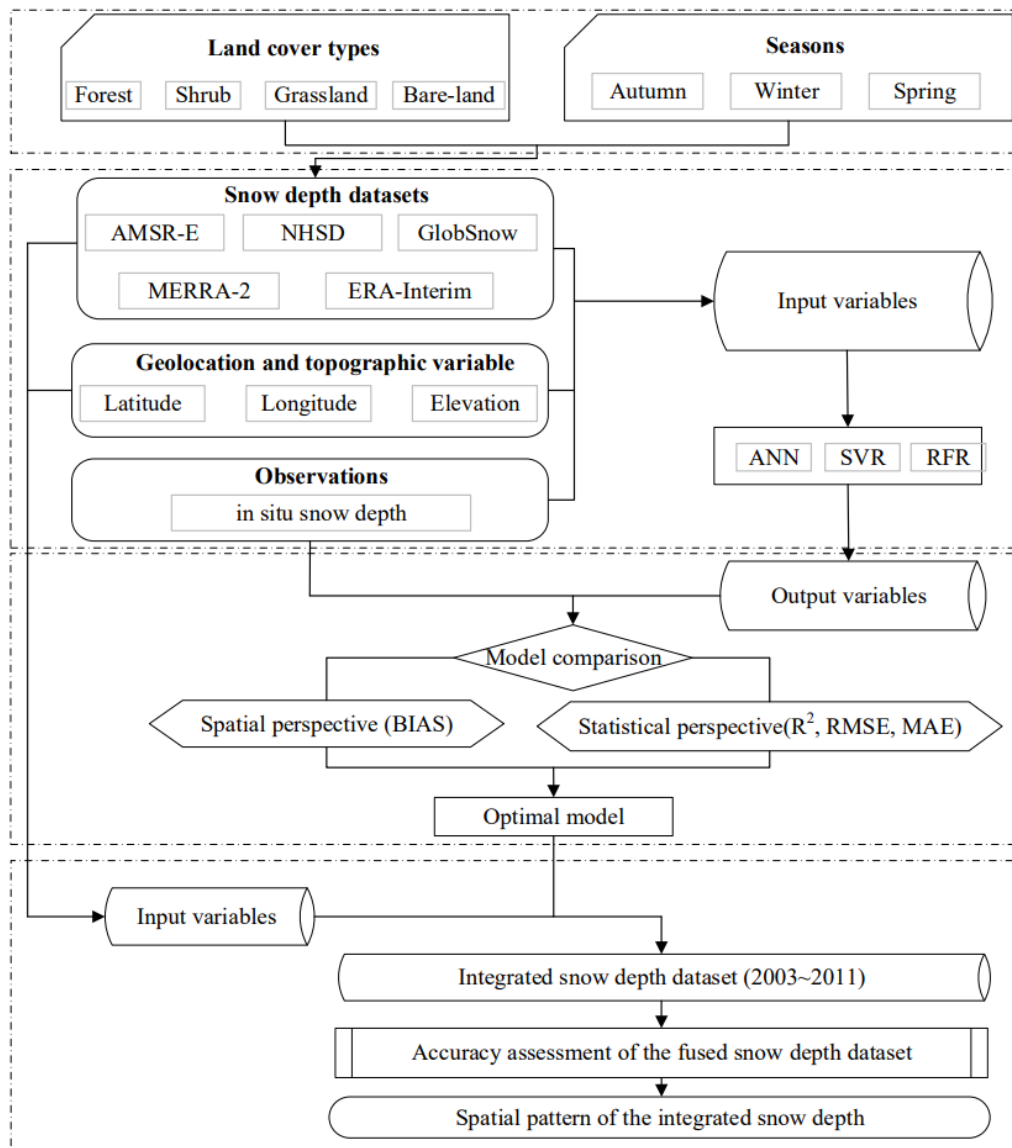 Land cover types
Forest Shrub Grassland Bare-land
Seasons
Autumn Winter Spring
Snow depth datasets
AMSR-E NHSD GlobSnow
MERRA-2 ERA-Interim
Input variables
Geolocation and topographic variable
Latitude Longitude Elevation
ANN SVR RFR
Observations
in situ snow depth
Output variables
Model comparison
Spatial perspective (BIAS)
Statistical perspective(R², RMSE, MAE)
Optimal model
Input variables
Integrated snow depth dataset (2003~2011)
Accuracy assessment of the fused snow depth dataset
Spatial pattern of the integrated snow depth